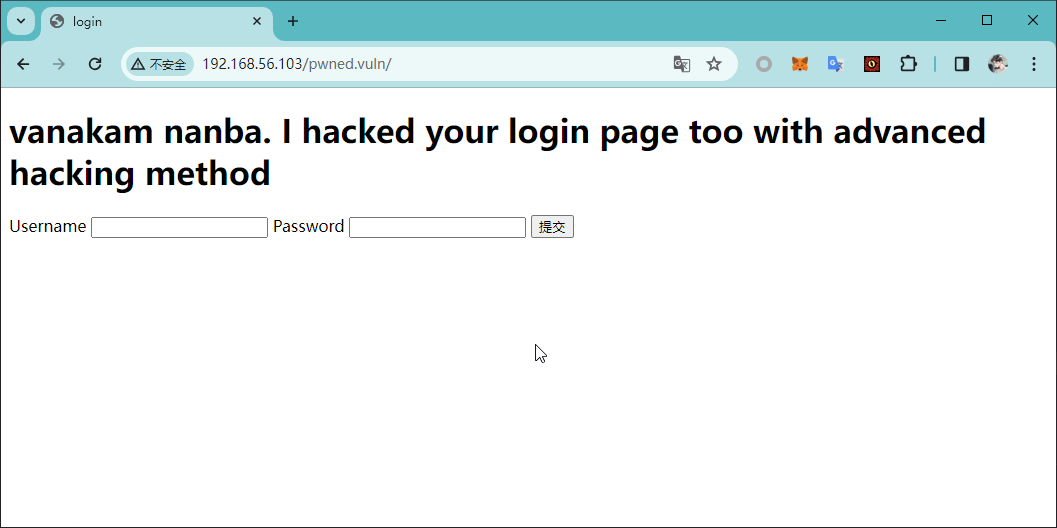 login
不安全 192.168.56.103/pwned.vuln/
vanakam nanba. I hacked your login page too with advanced
hacking method
Username Password 提交